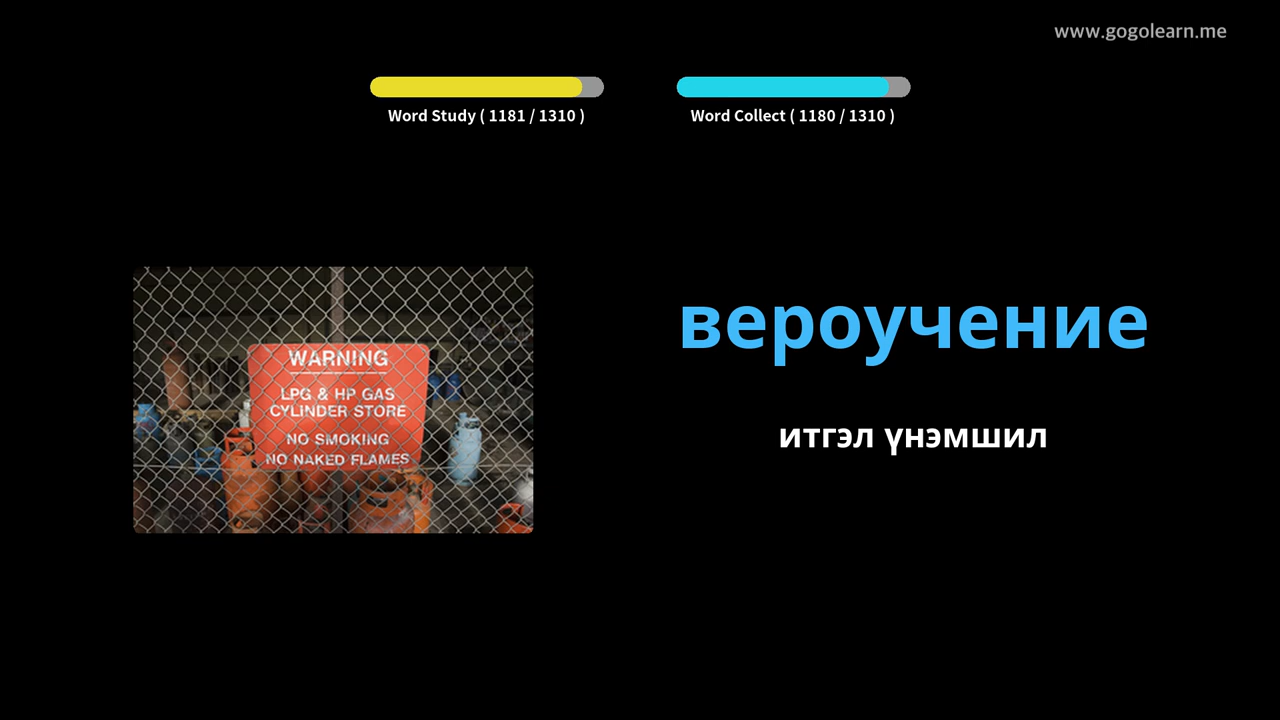 www.gogolearn.me
Word Study ( 1181 / 1310 )
Word Collect ( 1180 / 1310 )
WARNING
LPG & HP GAS
CYLINDER STORE
NO SMOKING
NO NAKED FLAMES
вероучение
итгэл үнэмшил